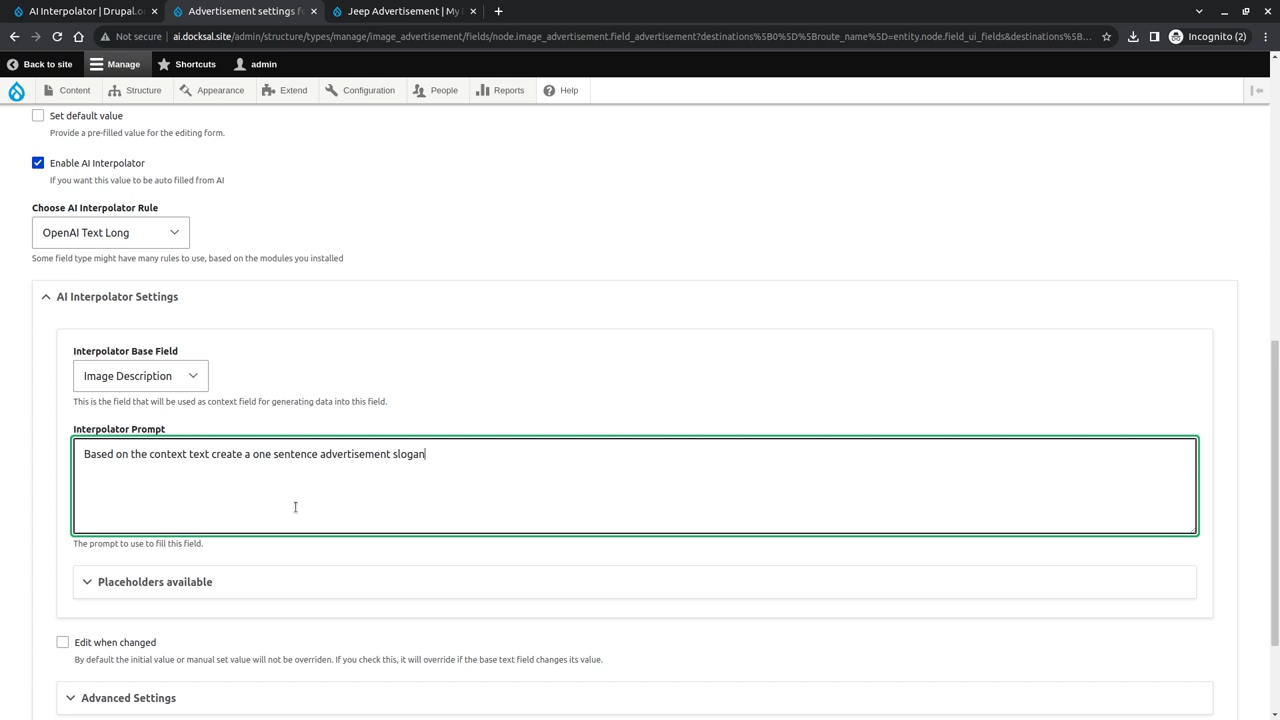 AI Interpolator | Drupal.or
Advertisement settings fo
Jeep Advertisement | My D
Not secure
ai.docksal.site/admin/structure/types/manage/image_advertisement/fields/node.image_advertisement.field_advertisement?destinations%5B0%5D%5Broute_name%5D=entity.node.field_ui_fields&destinations%5B...
Incognito (2)
Back to site
Manage
Shortcuts
admin
Content
Structure
Appearance
Extend
Configuration
People
Reports
Help
Set default value
Provide a pre-filled value for the editing form.
Enable AI Interpolator
If you want this value to be auto filled from AI
Choose AI Interpolator Rule
OpenAI Text Long
Some field type might have many rules to use, based on the modules you installed
AI Interpolator Settings
Interpolator Base Field
Image Description
This is the field that will be used as context field for generating data into this field.
Interpolator Prompt
Based on the context text create a one sentence advertisement slogan
The prompt to use to fill this field.
Placeholders available
Edit when changed
By default the initial value or manual set value will not be overriden. If you check this, it will override if the base text field changes its value.
Advanced Settings